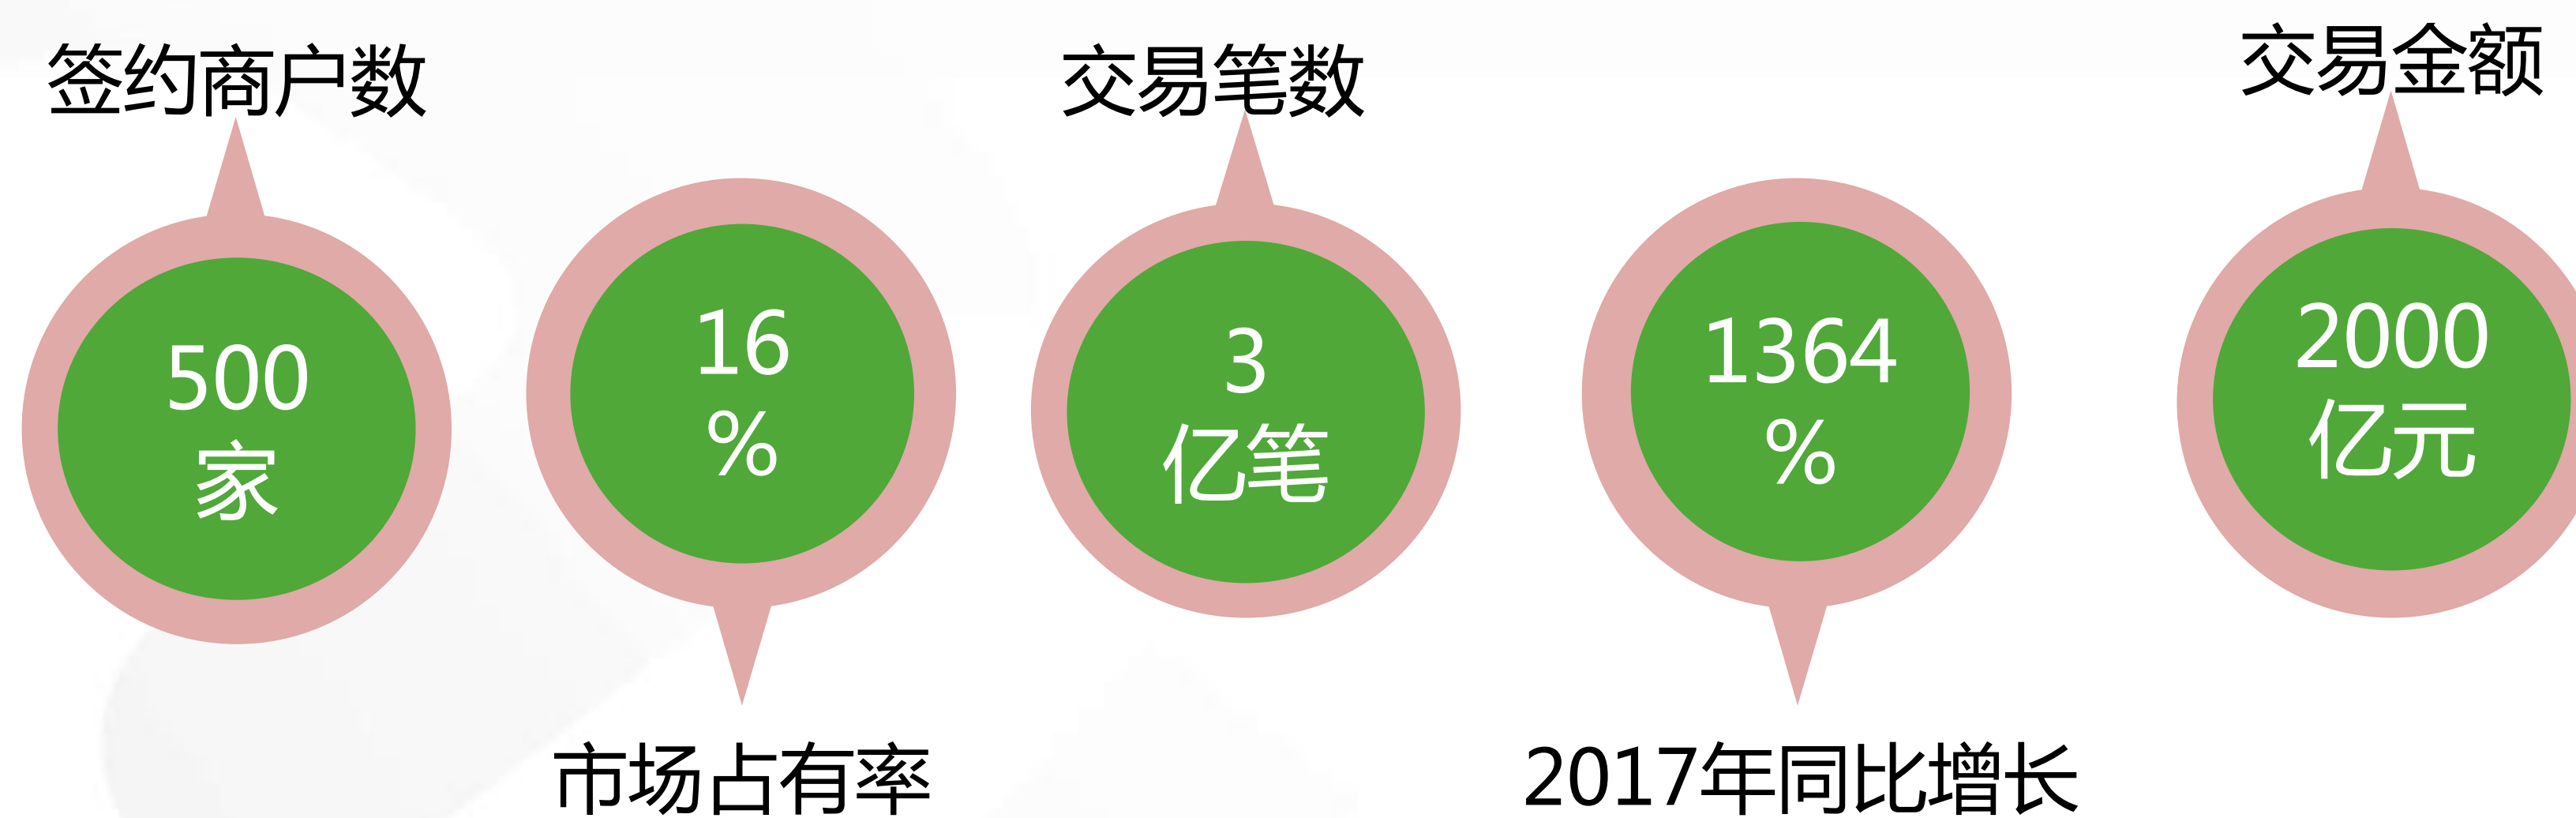 签约商户数
500
家
16
%
市场占有率
交易笔数
3
亿笔
1364
%
2017年同比增长
交易金额
2000
亿元